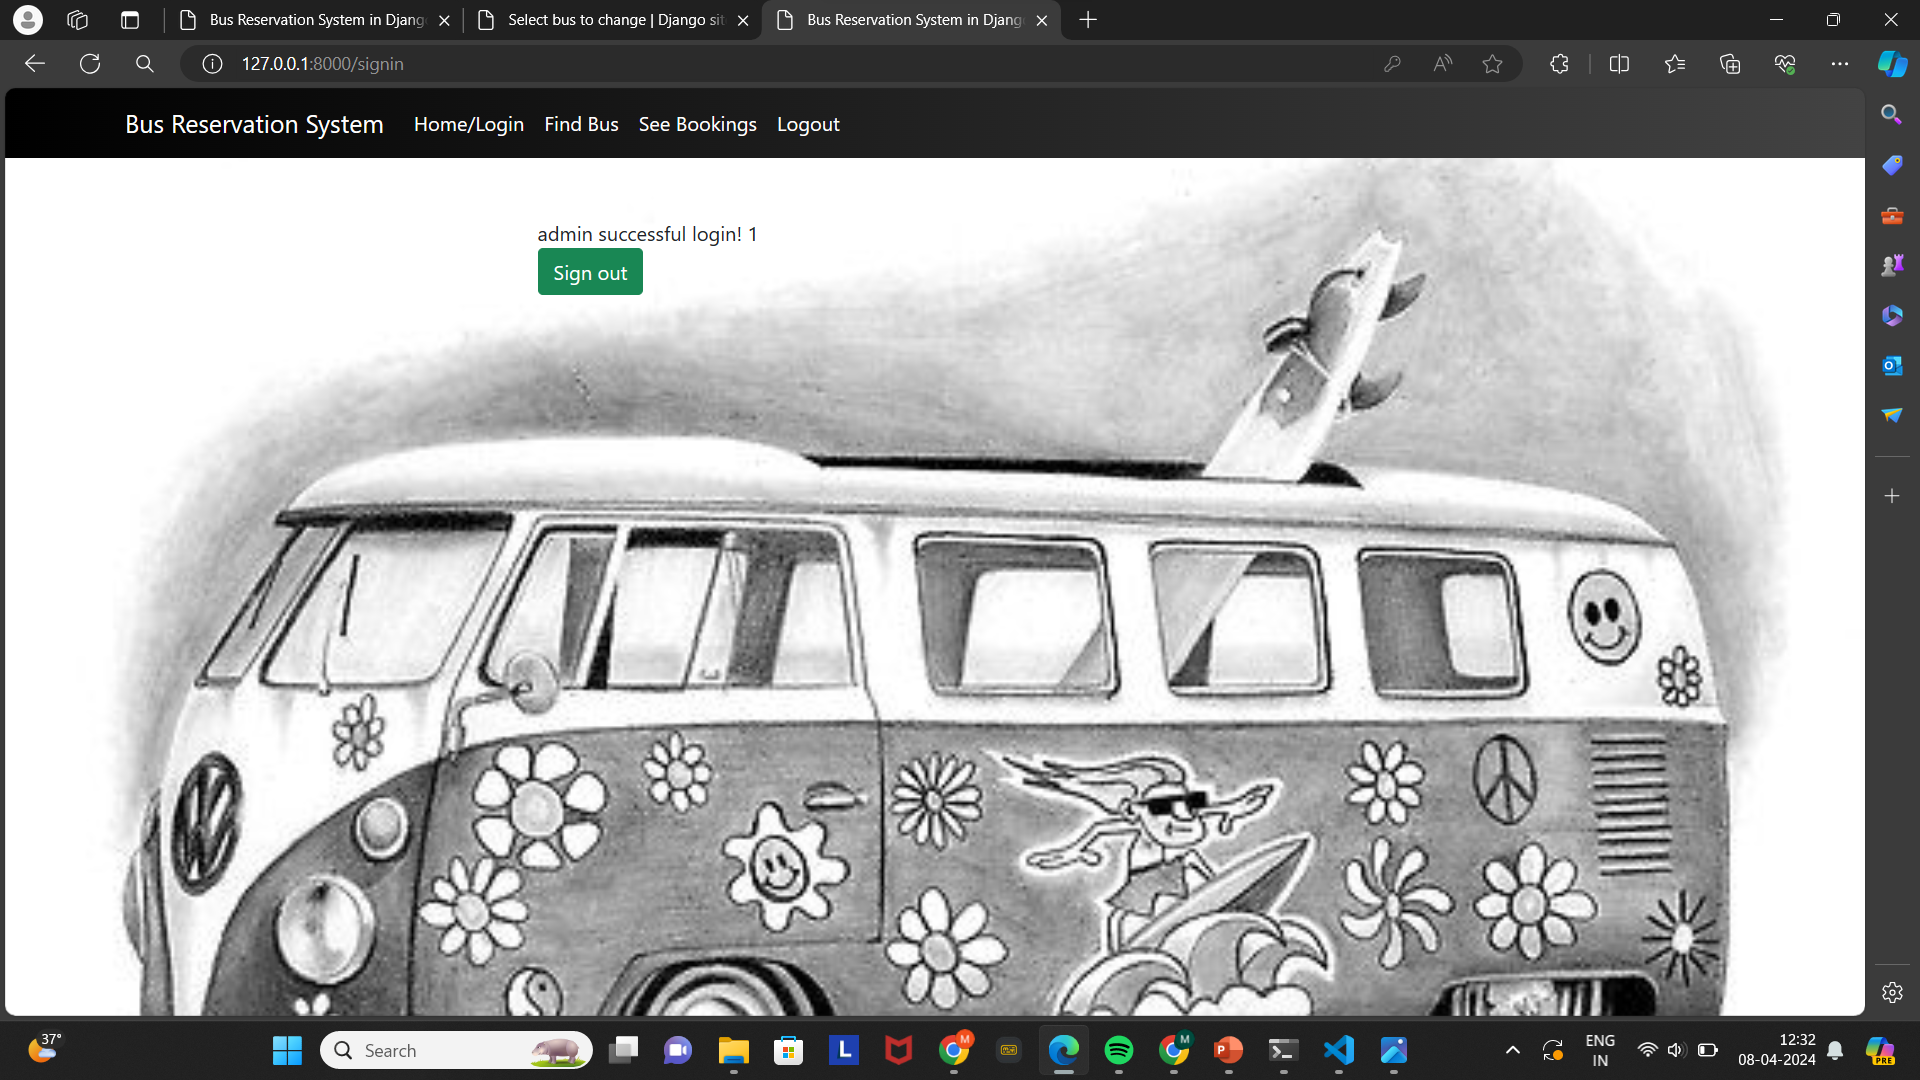 Bus Reservation System in Djang
Select bus to change | Django sit
Bus Reservation System in Djang
127.0.0.1:8000/signin
Bus Reservation System
Home/Login
Find Bus
See Bookings
Logout
admin successful login! 1
Sign out
37°
Search
L
M
M
P
ENG
IN
12:32
08-04-2024
PRE